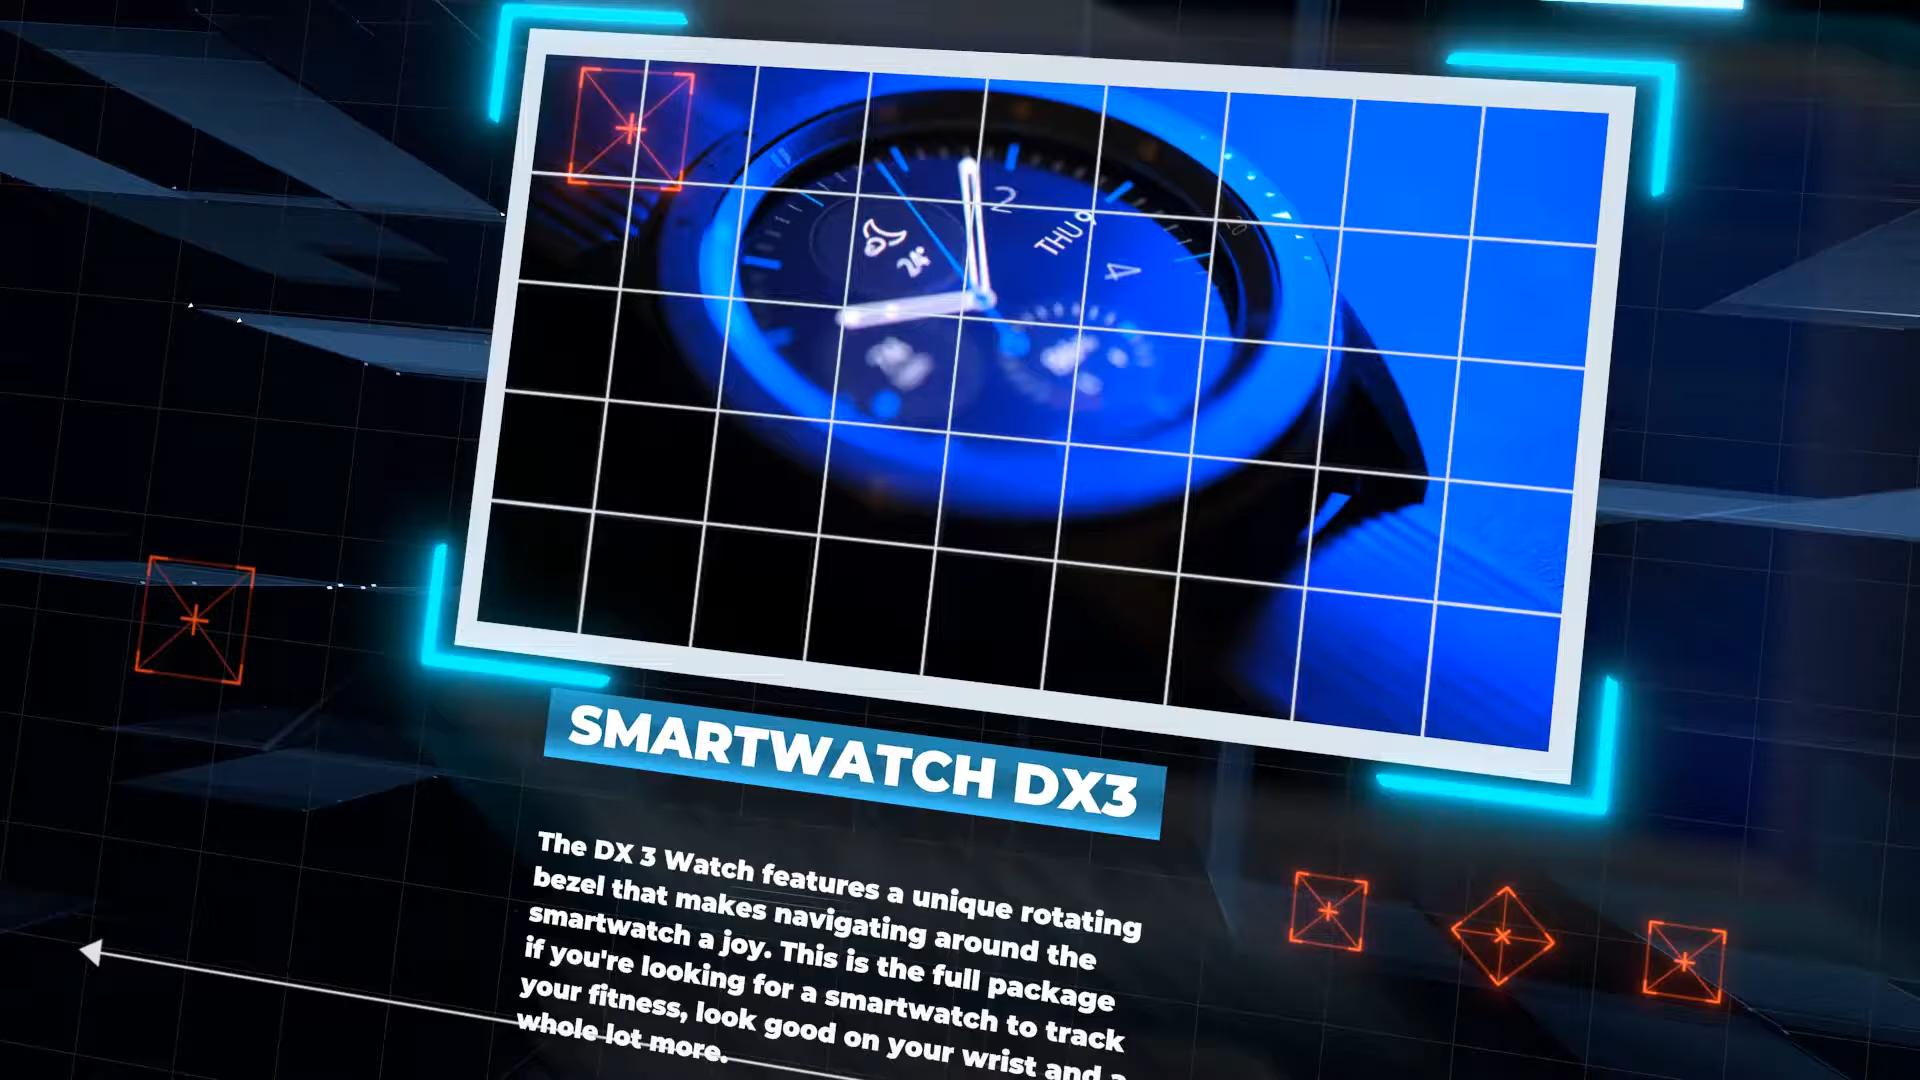 2
THU 9
24°
4
SMARTWATCH DX3
The DX 3 Watch features a unique rotating
bezel that makes navigating around the
smartwatch a joy. This is the full package
if you're looking for a smartwatch to track
your fitness, look good on your wrist and a
whole lot more.